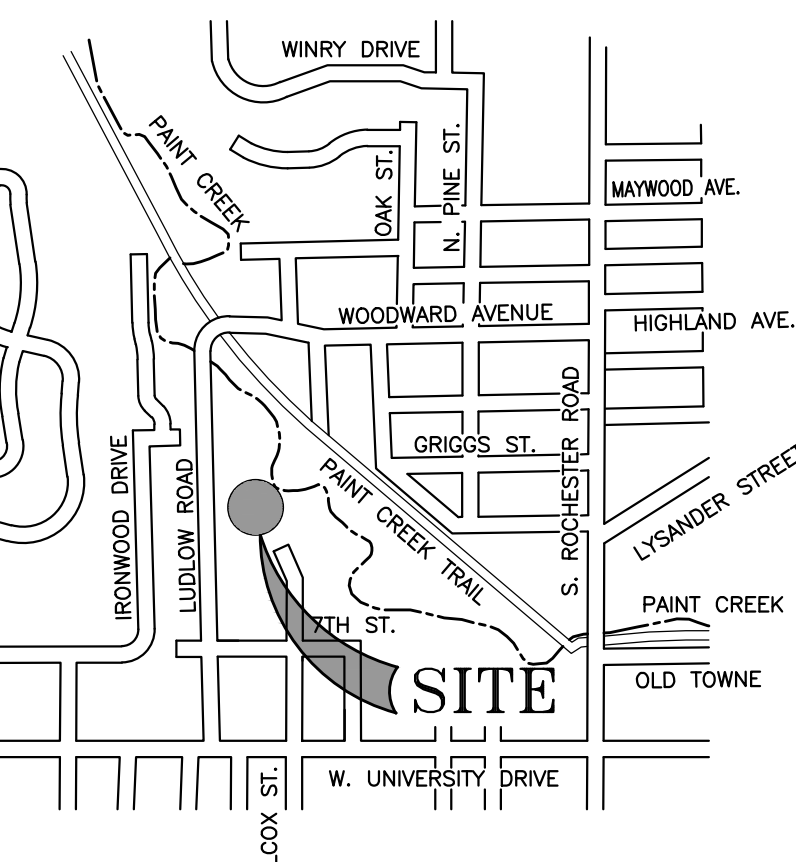 WINRY DRIVE
PAINT CREEK
OAK ST.
N. PINE ST.
MAYWOOD AVE.
WOODWARD AVENUE
HIGHLAND AVE.
GRIGGS ST.
S. ROCHESTER ROAD
IRONWOOD DRIVE
LUDLOW ROAD
PAINT CREEK TRAIL
LYSANDER STREET
PAINT CREEK
7TH ST.
SITE
OLD TOWNE
W. UNIVERSITY DRIVE
LCOX ST.